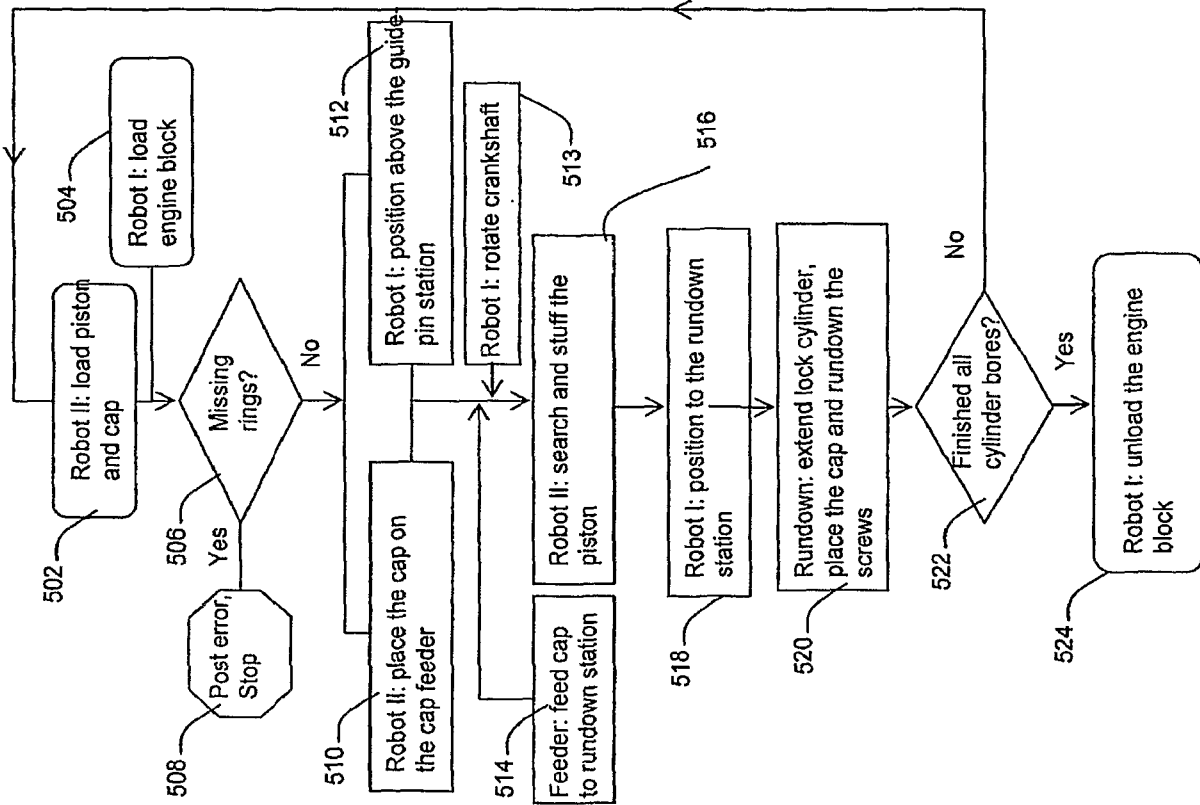 502
Robot II: load piston
and cap
504
Robot I: load
engine block
506
Missing
rings?
Yes
No
508
Post error,
Stop
510
Robot II: place the cap on
the cap feeder
512
Robot I: position above the guide
pin station
Robot I: rotate crankshaft
513
514
Feeder: feed cap
to rundown station
Robot II: search and stuff the
piston
516
518
Robot I: position to the rundown
station
520
Rundown: extend lock cylinder,
place the cap and rundown the
screws
522
Finished all
cylinder bores?
No
Yes
524
Robot I: unload the engine
block